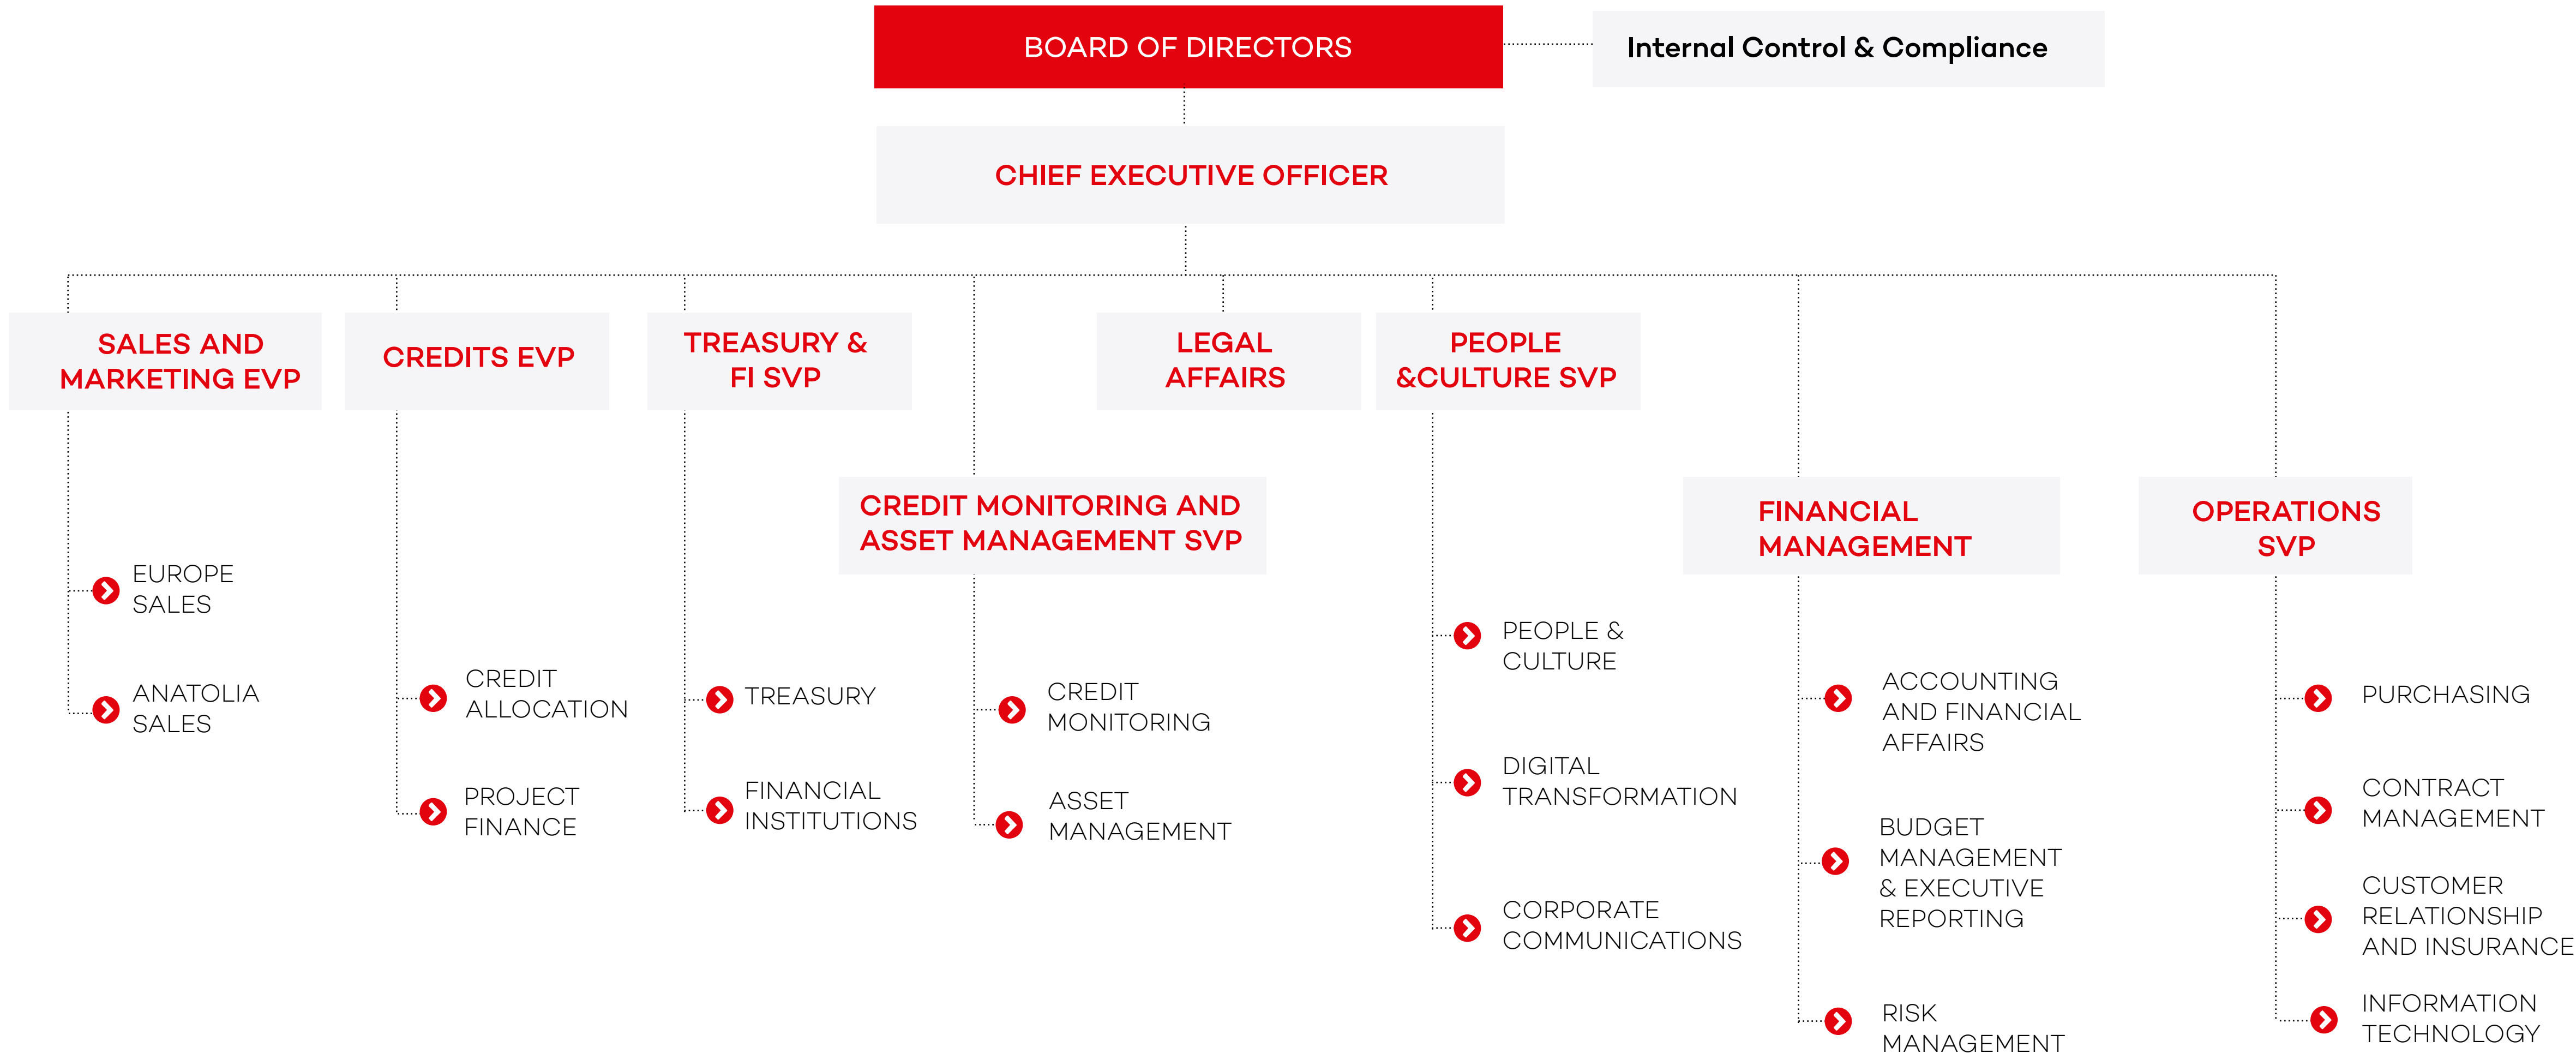 BOARD OF DIRECTORS
Internal Control & Compliance
CHIEF EXECUTIVE OFFICER
SALES AND
MARKETING EVP
CREDITS EVP
TREASURY &
FI SVP
LEGAL
AFFAIRS
PEOPLE
&CULTURE SVP
CREDIT MONITORING AND
ASSET MANAGEMENT SVP
FINANCIAL
MANAGEMENT
OPERATIONS
SVP
EUROPE
SALES
ANATOLIA
SALES
CREDIT
ALLOCATION
PROJECT
FINANCE
TREASURY
FINANCIAL
INSTITUTIONS
CREDIT
MONITORING
ASSET
MANAGEMENT
PEOPLE &
CULTURE
DIGITAL
TRANSFORMATION
CORPORATE
COMMUNICATIONS
ACCOUNTING
AND FINANCIAL
AFFAIRS
BUDGET
MANAGEMENT
& EXECUTIVE
REPORTING
RISK
MANAGEMENT
PURCHASING
CONTRACT
MANAGEMENT
CUSTOMER
RELATIONSHIP
AND INSURANCE
INFORMATION
TECHNOLOGY